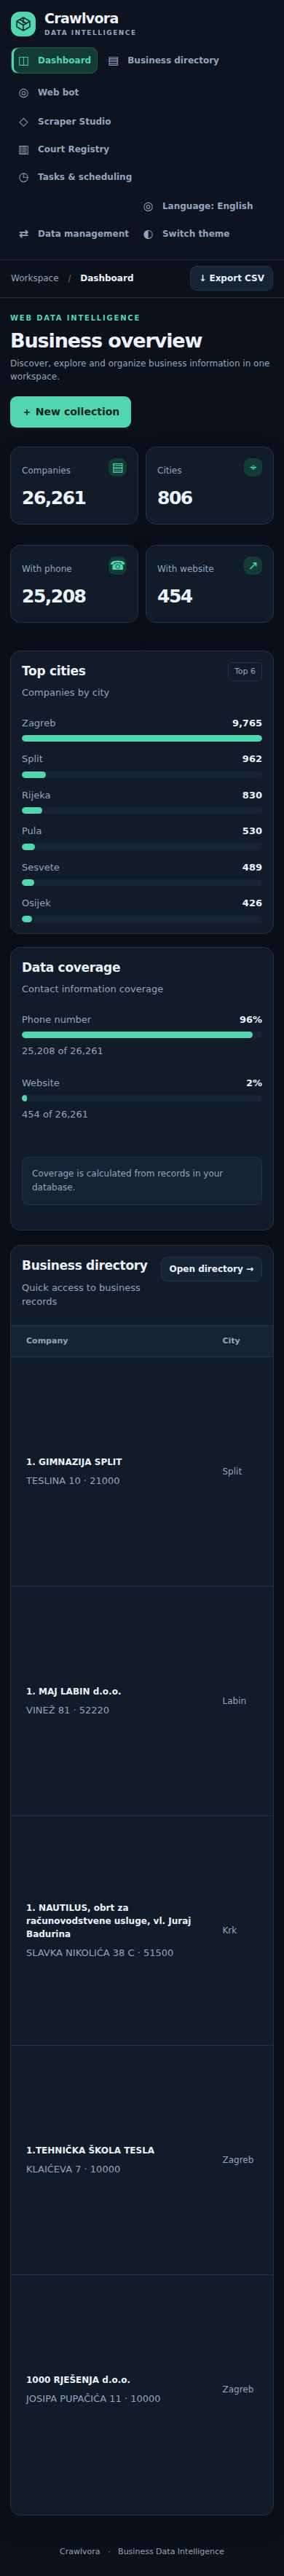 Crawlvora
DATA INTELLIGENCE
Dashboard
Business directory
Web bot
Scraper Studio
Court Registry
Tasks & scheduling
Language: English
Data management
Switch theme
Workspace / Dashboard
↓ Export CSV
WEB DATA INTELLIGENCE
Business overview
Discover, explore and organize business information in one
workspace.
+ New collection
Companies
26,261
Cities
806
With phone
25,208
With website
454
Top cities
Top 6
Companies by city
Zagreb 9,765
Split 962
Rijeka 830
Pula 530
Sesvete 489
Osijek 426
Data coverage
Contact information coverage
Phone number 96%
25,208 of 26,261
Website 2%
454 of 26,261
Coverage is calculated from records in your
database.
Business directory
Open directory →
Quick access to business
records
Company City
1. GIMNAZIJA SPLIT
TESLINA 10 · 21000
Split
1. MAJ LABIN d.o.o.
VINEŽ 81 · 52220
Labin
1. NAUTILUS, obrt za
računovodstvene usluge, vl. Juraj
Badurina
SLAVKA NIKOLIĆA 38 C · 51500
Krk
1.TEHNIČKA ŠKOLA TESLA
KLAIĆEVA 7 · 10000
Zagreb
1000 RJEŠENJA d.o.o.
JOSIPA PUPAČIĆA 11 · 10000
Zagreb
Crawlvora · Business Data Intelligence